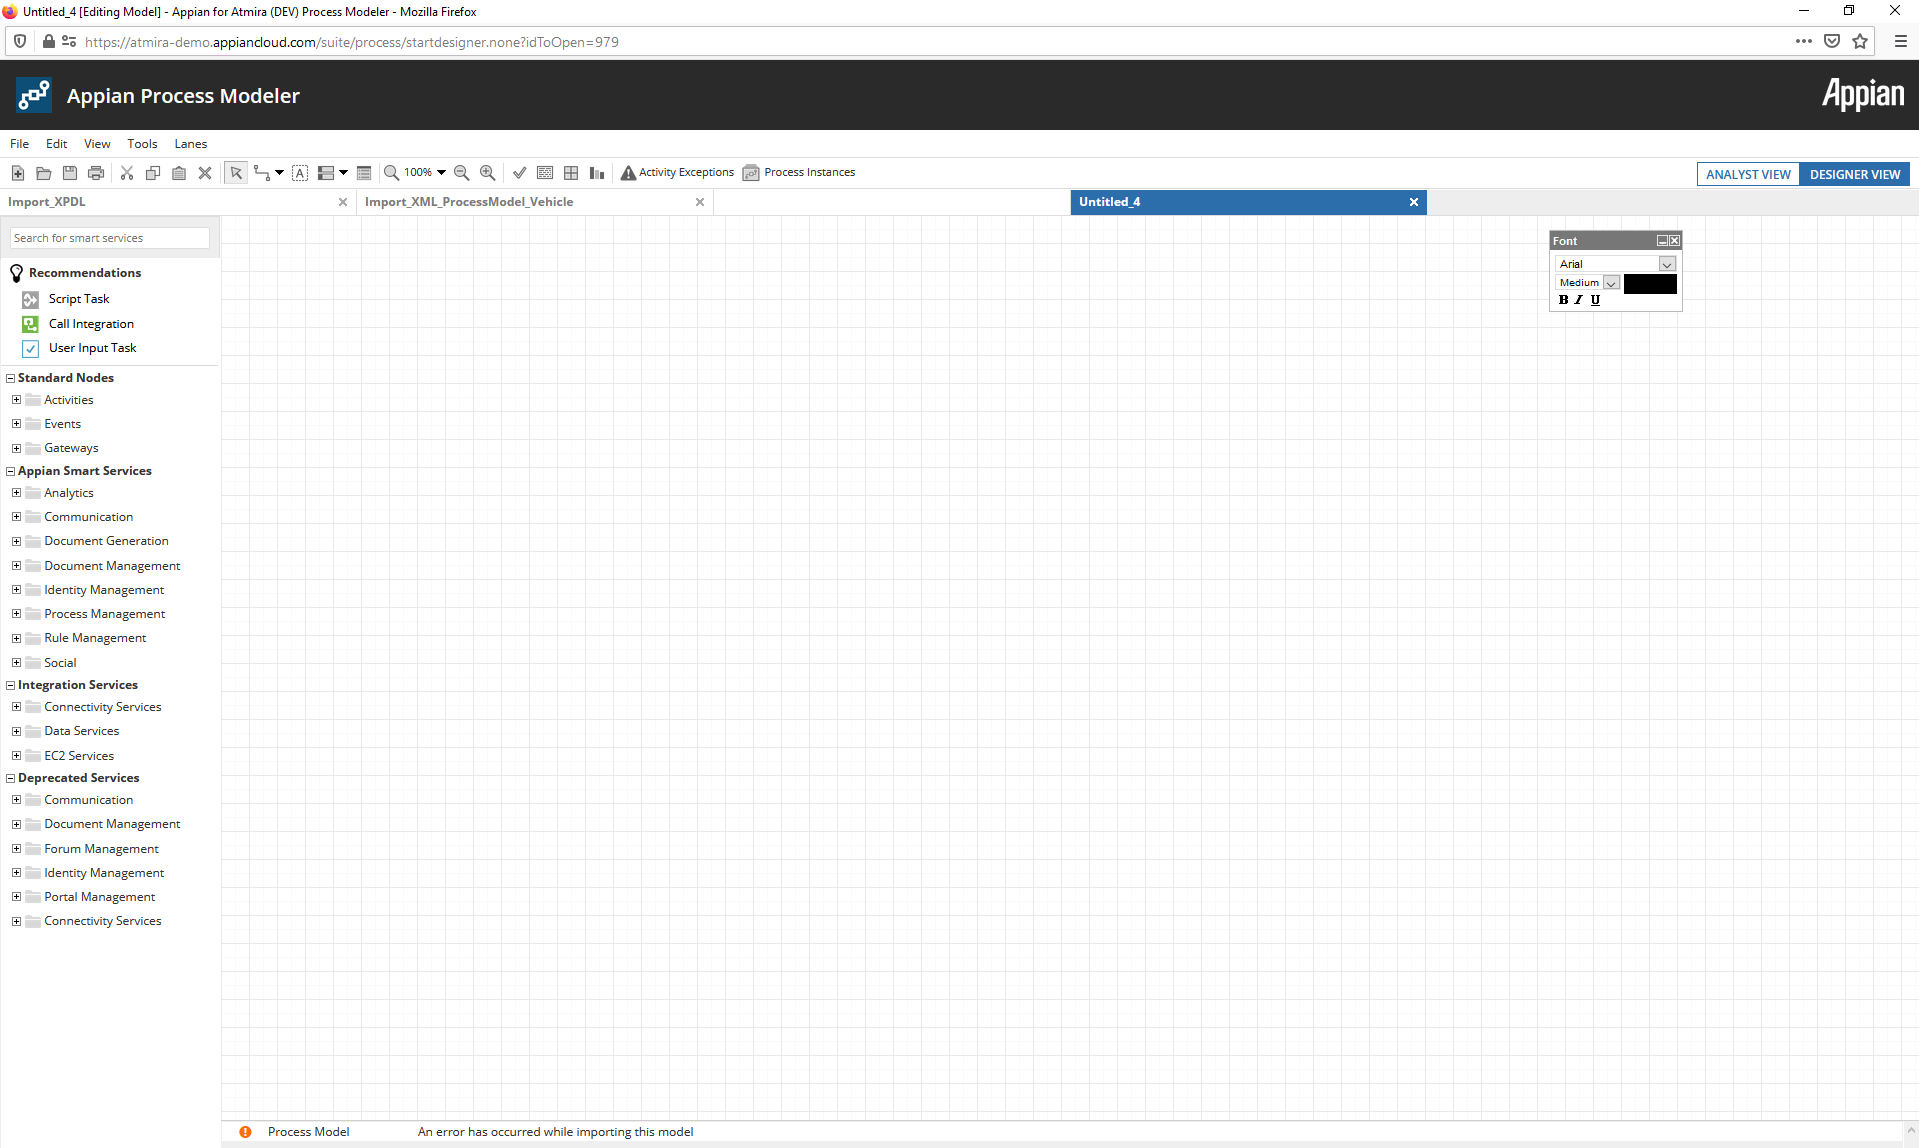 Untitled_4 [Editing Model] - Appian for Atmira (DEV) Process Modeler - Mozilla Firefox
https://atmira-demo.appiancloud.com/suite/process/startdesigner.none?idToOpen=979
Appian Process Modeler
Appian
File Edit View Tools Lanes
A 100% Activity Exceptions Process Instances ANALYST VIEW DESIGNER VIEW
Import_XPDL Import_XML_ProcessModel_Vehicle Untitled_4
Search for smart services
Font
Arial
Medium
B I U
Recommendations
Script Task
Call Integration
User Input Task
Standard Nodes
Activities
Events
Gateways
Appian Smart Services
Analytics
Communication
Document Generation
Document Management
Identity Management
Process Management
Rule Management
Social
Integration Services
Connectivity Services
Data Services
EC2 Services
Deprecated Services
Communication
Document Management
Forum Management
Identity Management
Portal Management
Connectivity Services
Process Model An error has occurred while importing this model